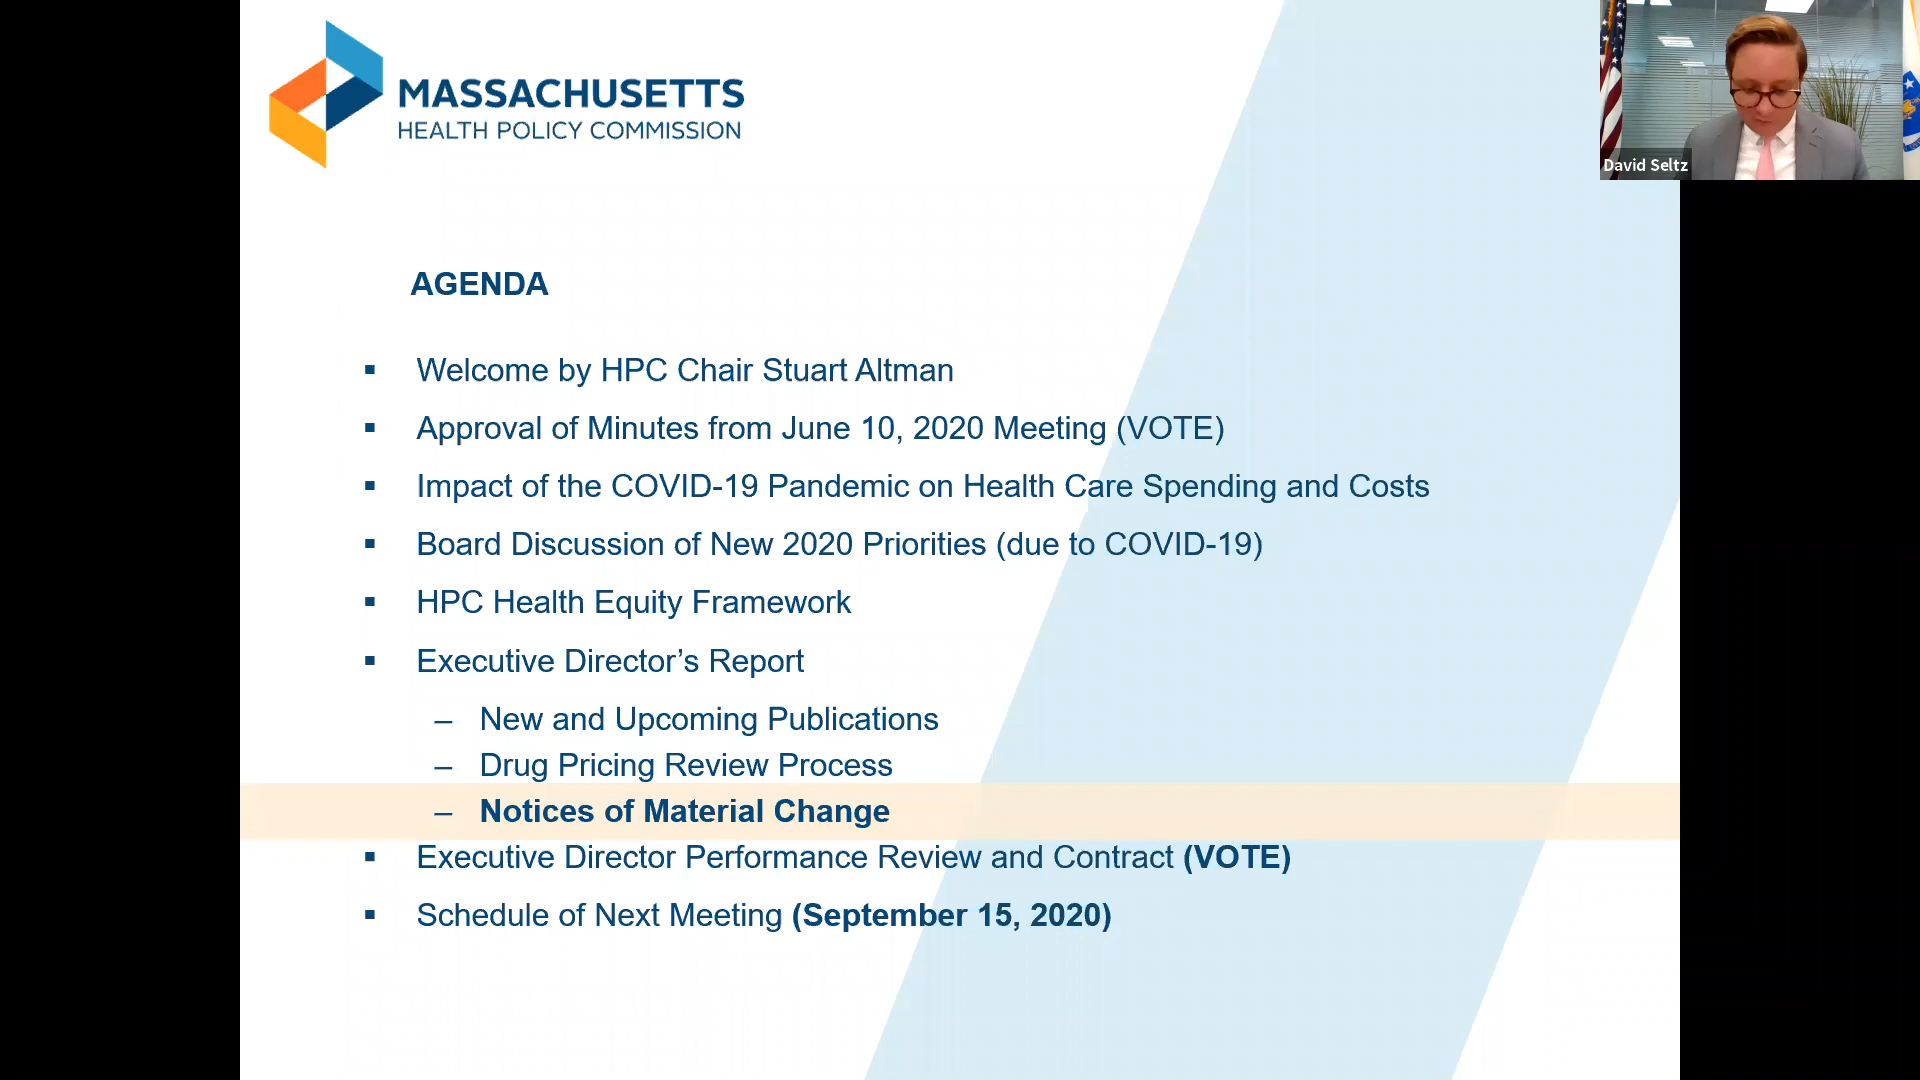 MASSACHUSETTS
HEALTH POLICY COMMISSION
David Seltz
AGENDA
▪ Welcome by HPC Chair Stuart Altman
▪ Approval of Minutes from June 10, 2020 Meeting (VOTE)
▪ Impact of the COVID-19 Pandemic on Health Care Spending and Costs
▪ Board Discussion of New 2020 Priorities (due to COVID-19)
▪ HPC Health Equity Framework
▪ Executive Director’s Report
– New and Upcoming Publications
– Drug Pricing Review Process
– Notices of Material Change
▪ Executive Director Performance Review and Contract (VOTE)
▪ Schedule of Next Meeting (September 15, 2020)